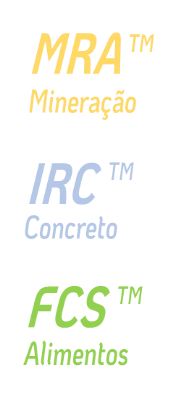 MRA™
Mineração
IRC™
Concreto
FCS™
Alimentos